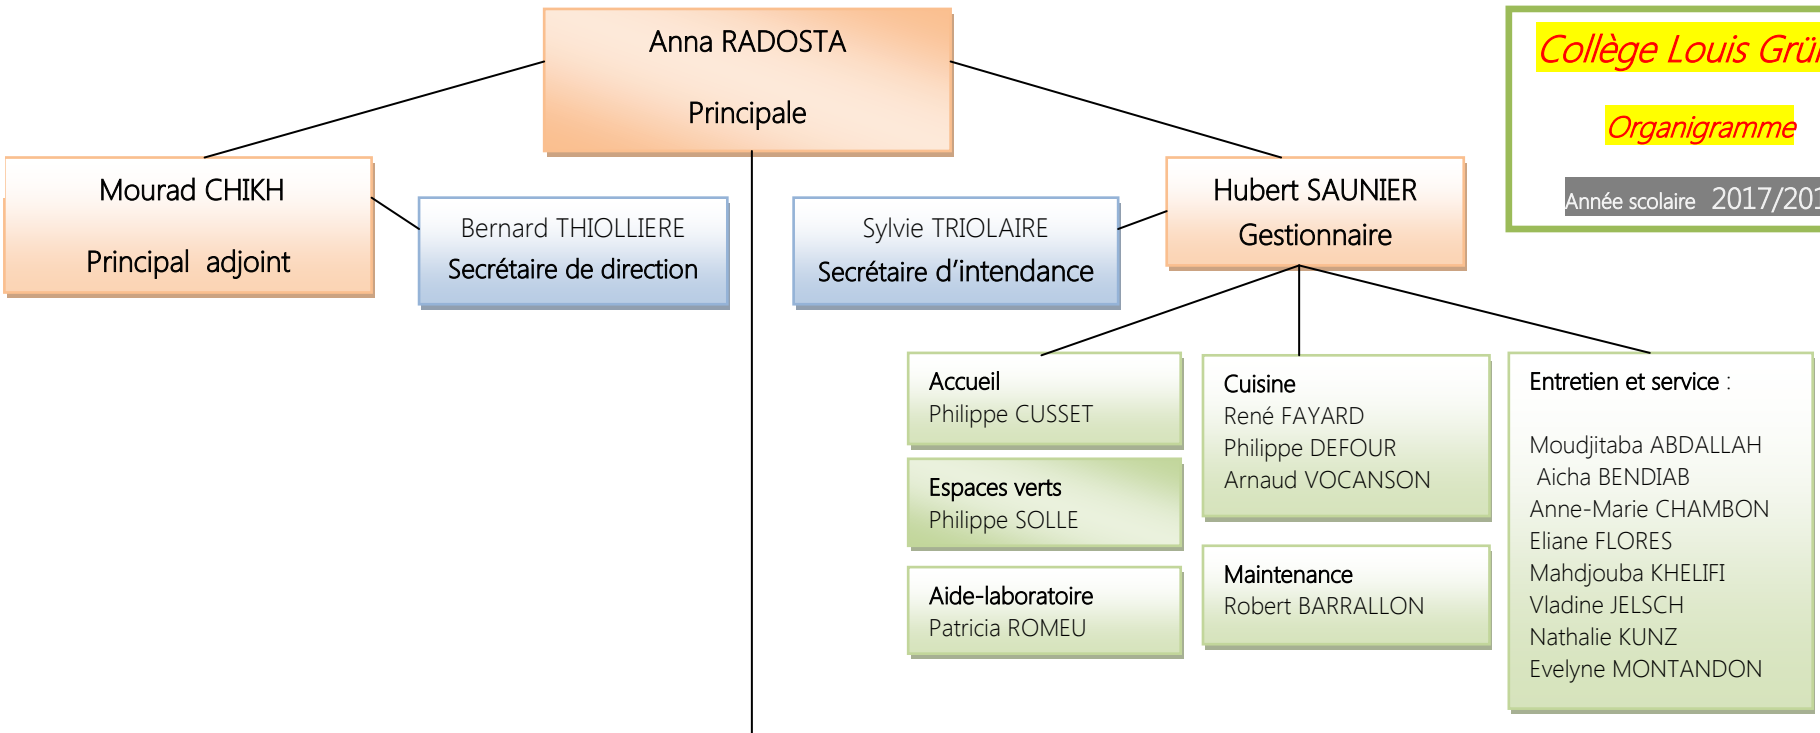 Anna RADOSTA
Principale
Collège Louis
Organigramme
Année scolaire
Mourad CHIKH
Principal adjoint
Bernard THIOLLIERE
Secrétaire de direction
Sylvie TRIOLAIRE
Secrétaire d’intendance
Hubert SAUNIER
Gestionnaire
Accueil
Philippe CUSSET
Espaces verts
Philippe SOLLE
Aide-laboratoire
Patricia ROMEU
Cuisine
René FAYARD
Philippe DEFOUR
Arnaud VOCANSON
Maintenance
Robert BARRALLON
Entretien et service :
Moudjitaba ABDALLAH
Aicha BENDIAB
Anne-Marie CHAMBON
Eliane FLORES
Mahdjouba KHELIFI
Vladine JELSCH
Nathalie KUNZ
Evelyne MONTANDON